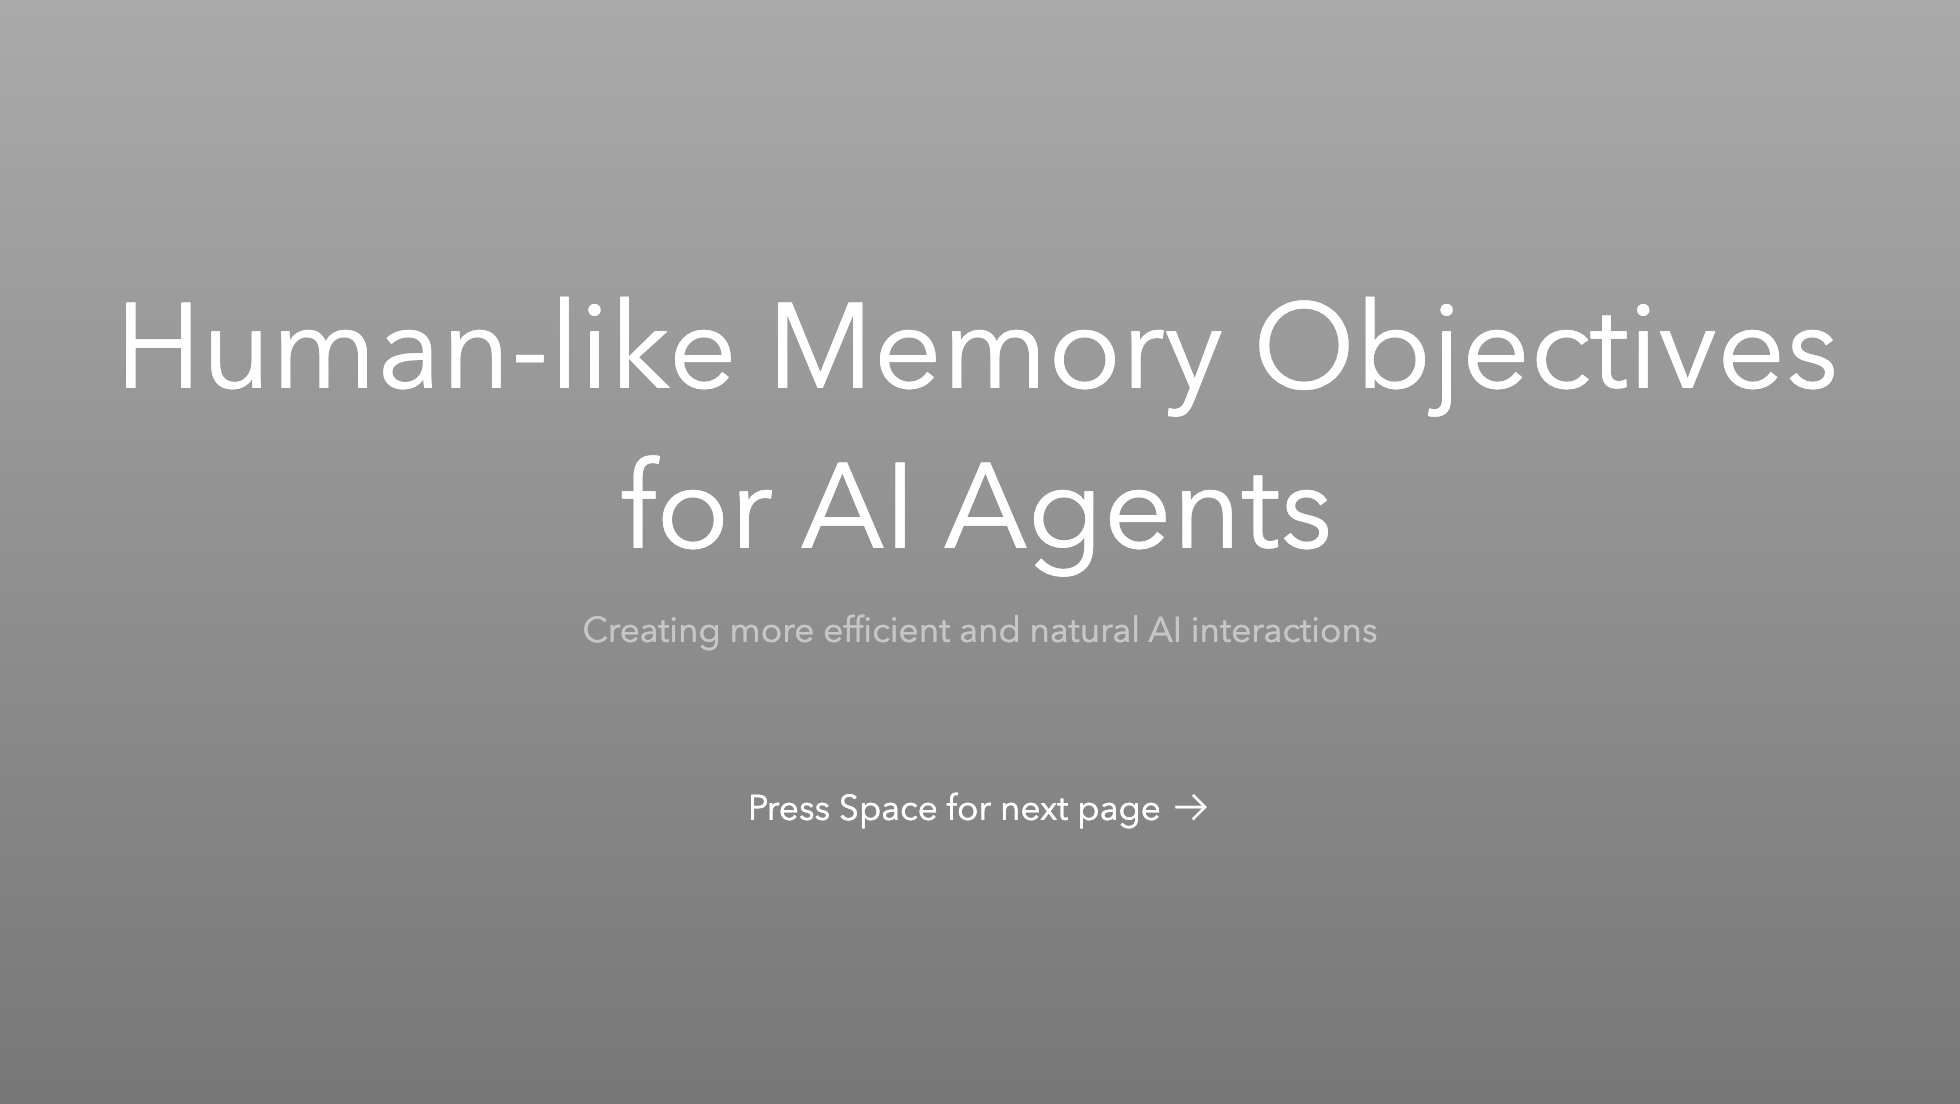 Human-like Memory Objectives
for AI Agents
Creating more efficient and natural AI interactions
Press Space for next page →